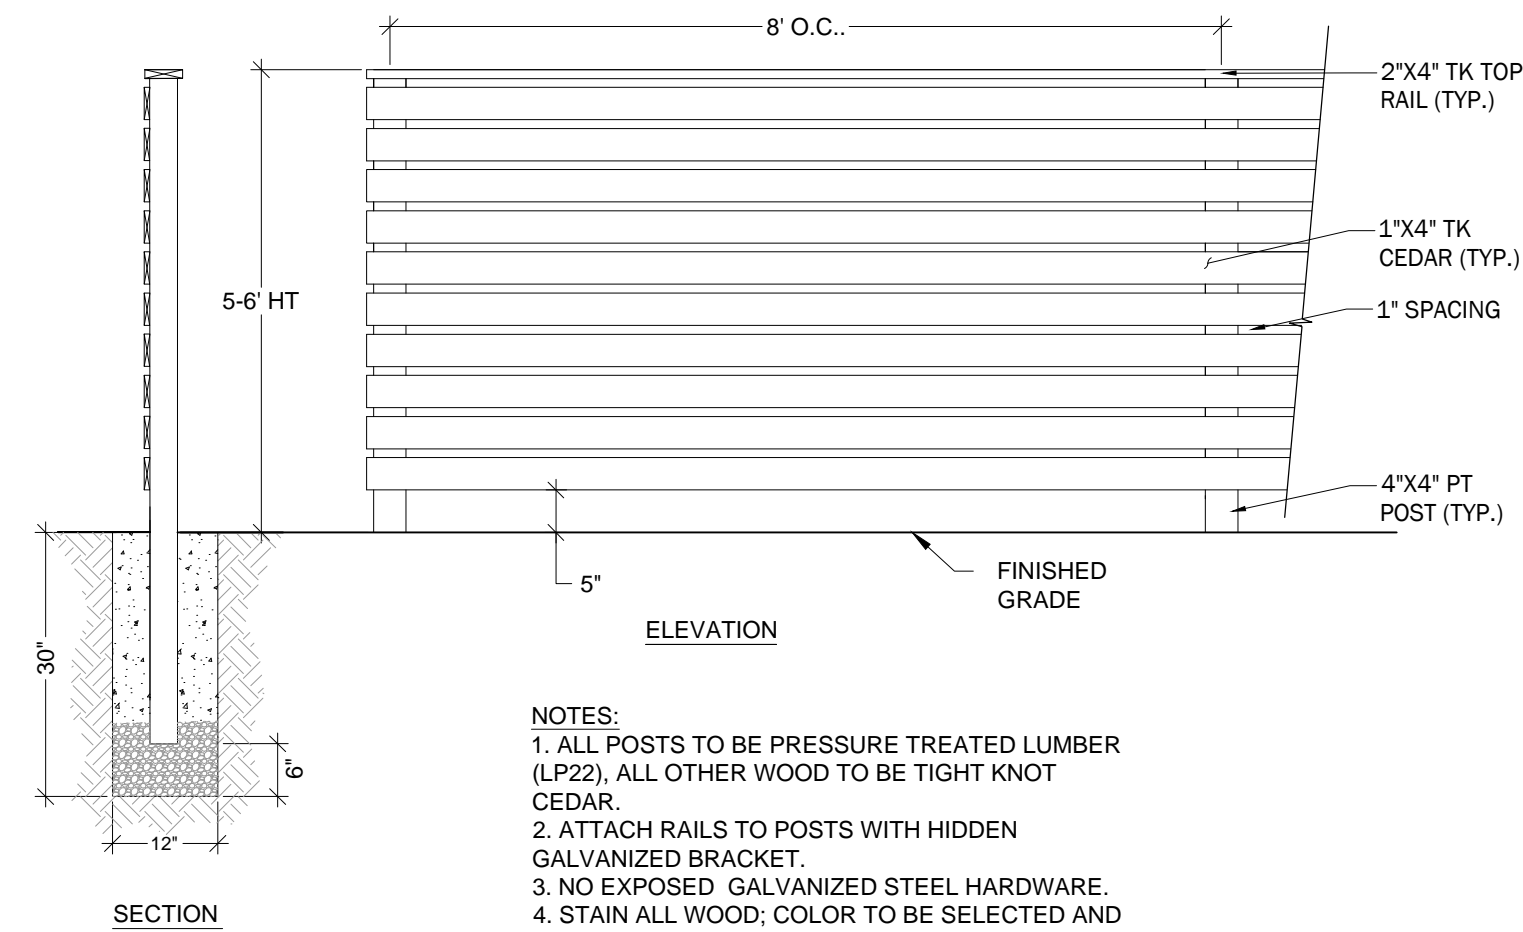 8' O.C..
2"X4" TK TOP
RAIL (TYP.)
1"X4" TK
CEDAR (TYP.)
5-6' HT
1" SPACING
4"X4" PT
POST (TYP.)
5"
FINISHED
GRADE
ELEVATION
30"
6"
12"
SECTION
NOTES:
1. ALL POSTS TO BE PRESSURE TREATED LUMBER
(LP22), ALL OTHER WOOD TO BE TIGHT KNOT
CEDAR.
2. ATTACH RAILS TO POSTS WITH HIDDEN
GALVANIZED BRACKET.
3. NO EXPOSED  GALVANIZED STEEL HARDWARE.
4. STAIN ALL WOOD; COLOR TO BE SELECTED AND